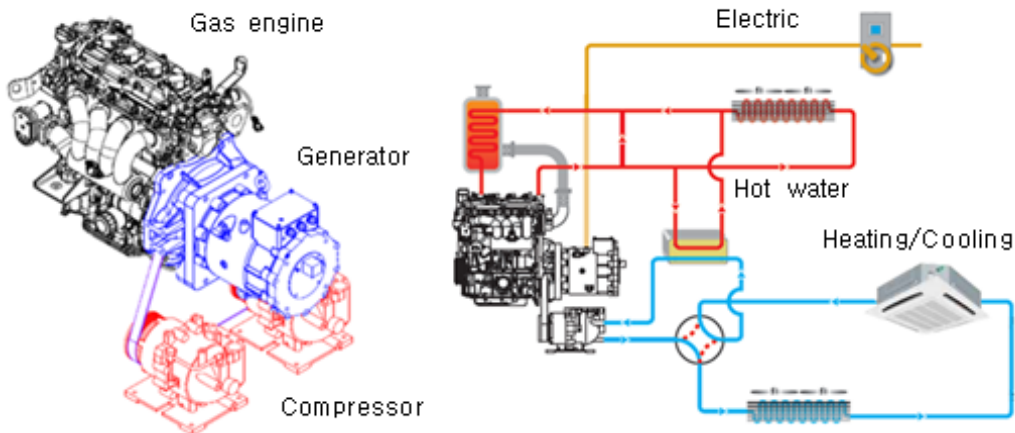 Gas engine
Electric
Generator
Hot water
Heating/Cooling
Compressor